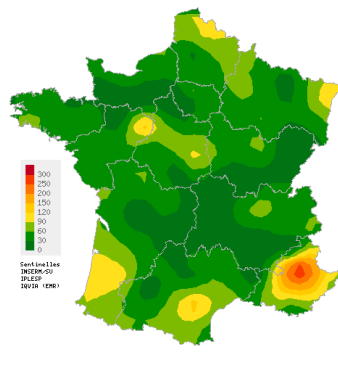 300
250
200
150
120
90
60
30
0
Sentinelles
INSERM/SU
IPLESP
IQVIA (EMR)